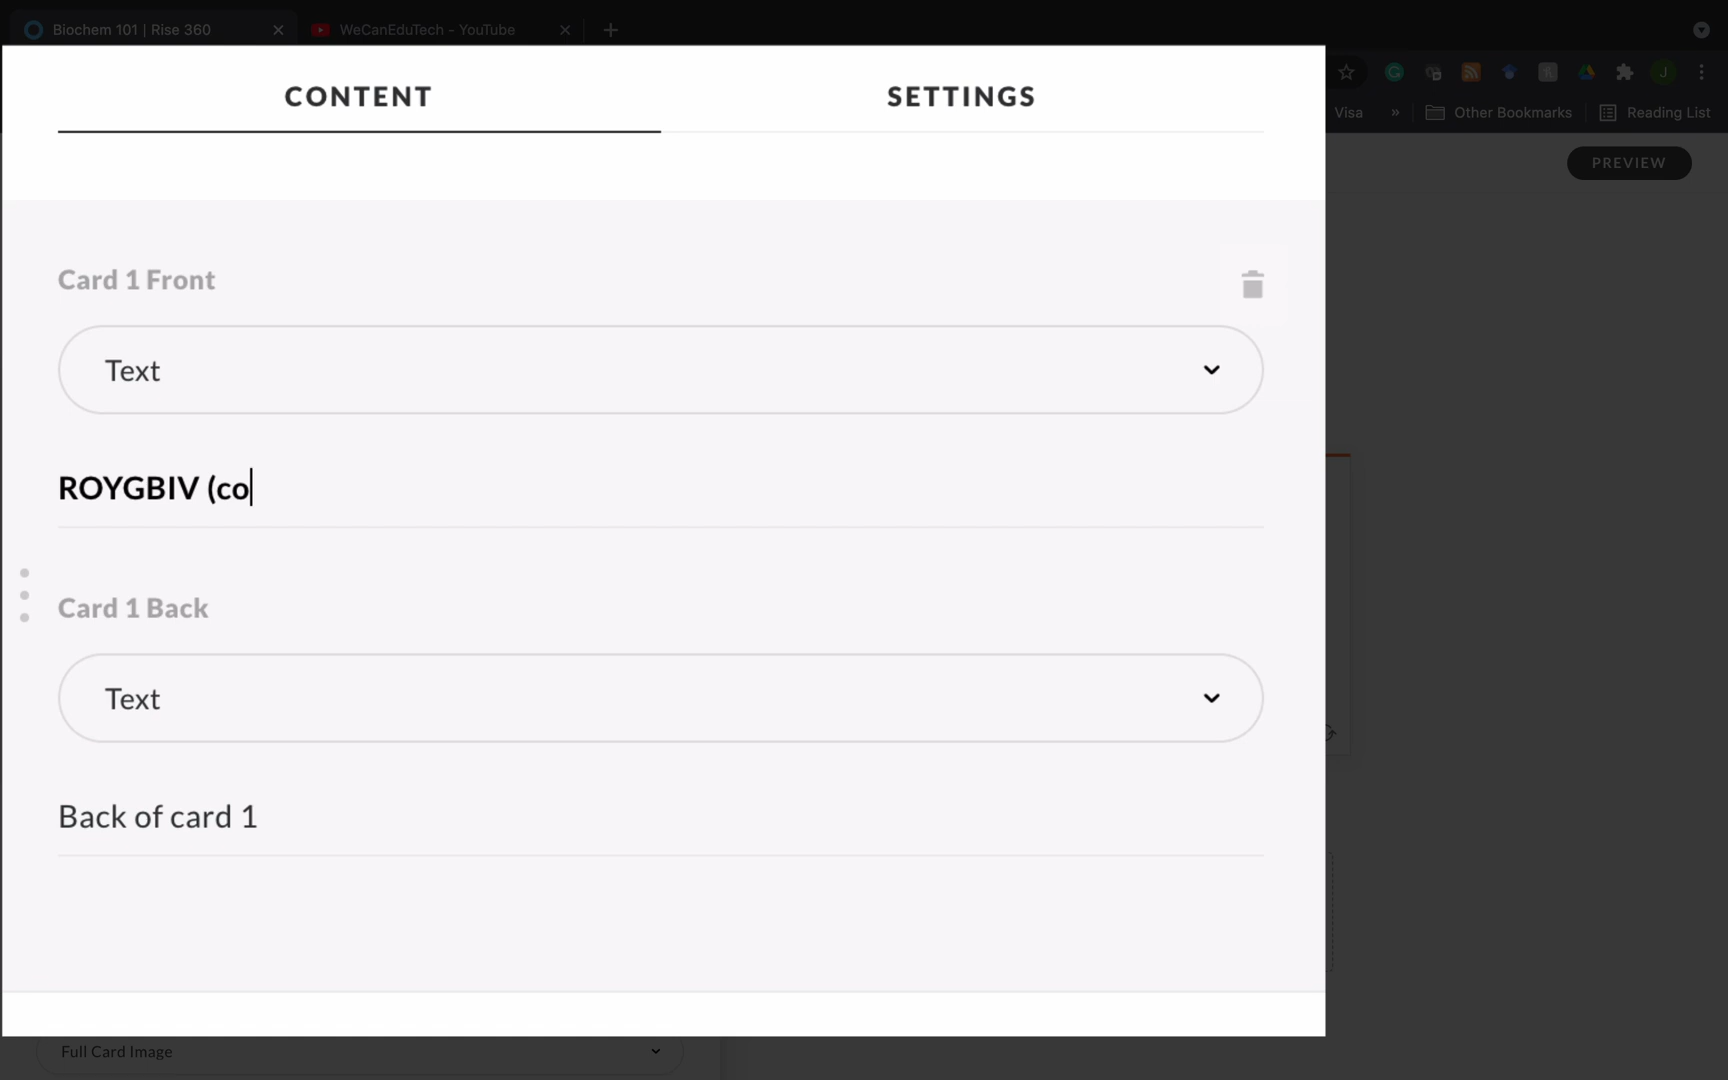 Biochem 101 | Rise 360
WeCanEduTech - YouTube
J
Visa » Other Bookmarks Reading List
CONTENT SETTINGS
PREVIEW
Card 1 Front
Text
ROYGBIV (co
Card 1 Back
Text
Back of card 1
Full Card Image